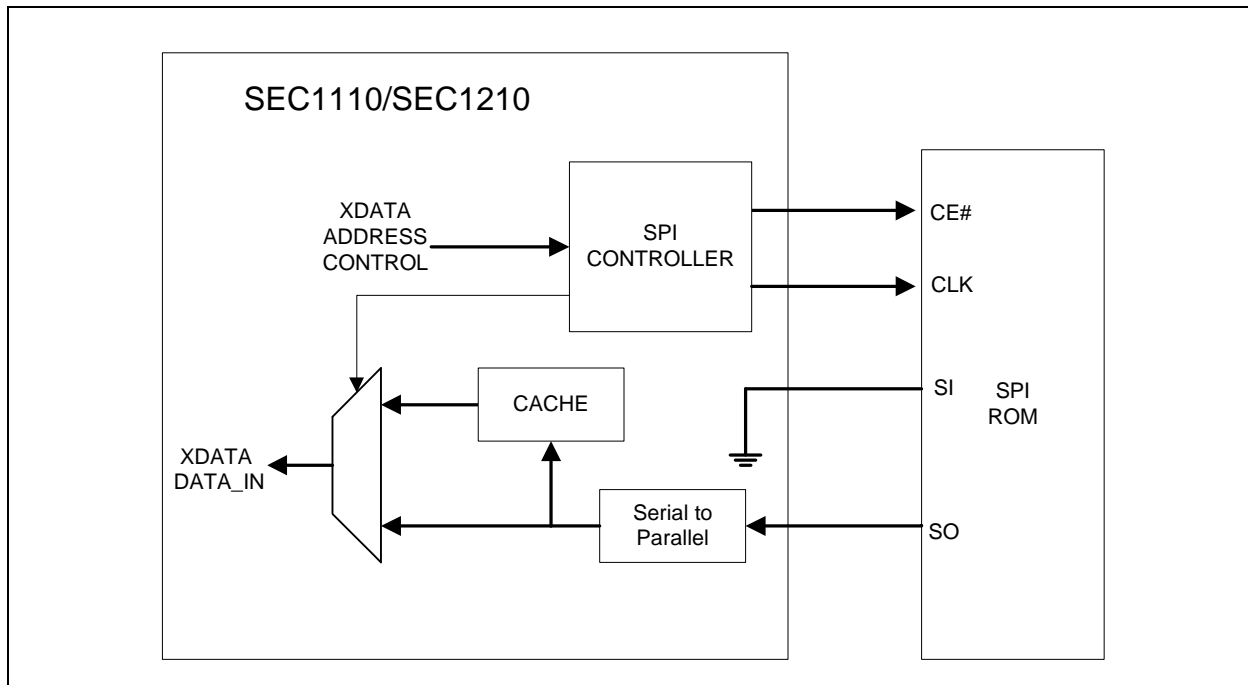 SEC1110/SEC1210
XDATA
ADDRESS
CONTROL
SPI
CONTROLLER
CE#
CLK
SI
SPI
ROM
CACHE
XDATA
DATA_IN
Serial to
Parallel
SO